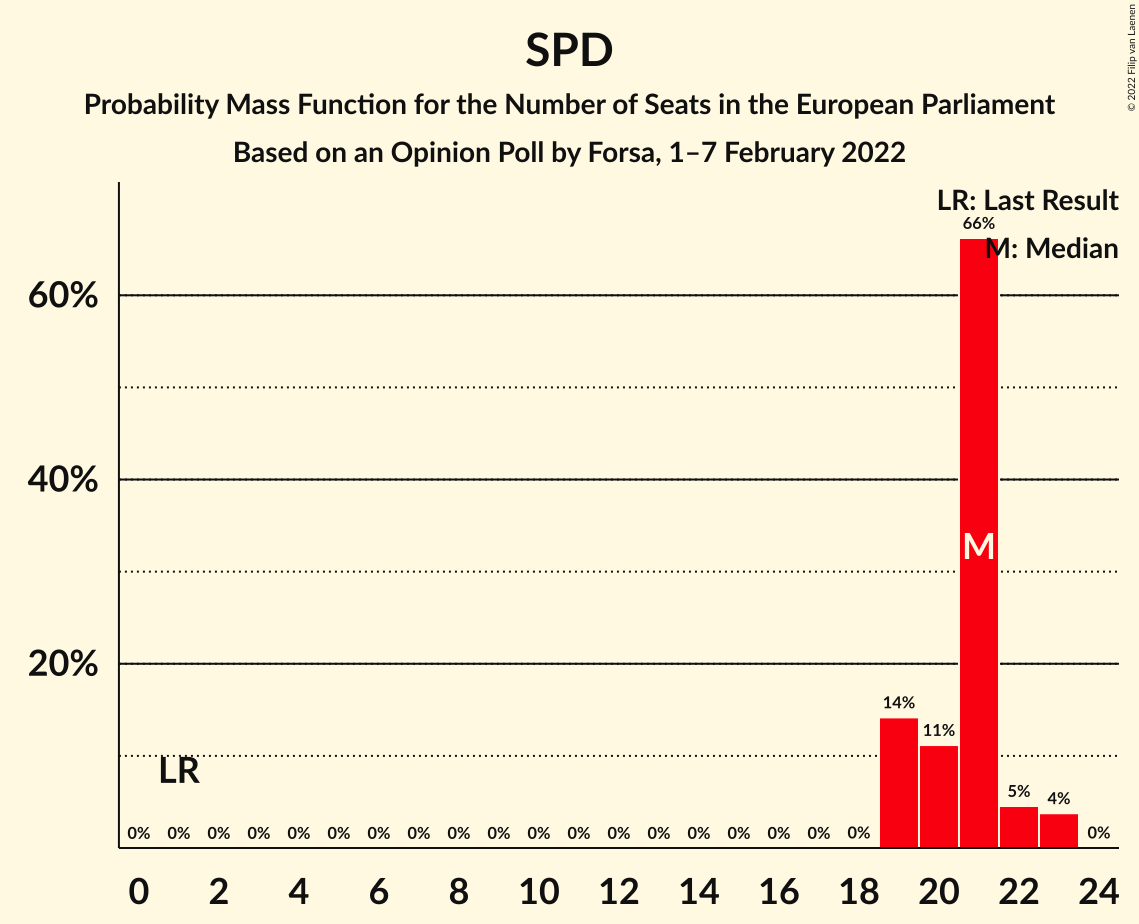 SPD
Probability Mass Function for the Number of Seats in the European Parliament
Based on an Opinion Poll by Forsa, 1–7 February 2022
© 2022 Filip van Laenen
LR: Last Result
66%
M: Median
60%
40%
M
20%
14%
11%
LR
5%
4%
0% 0% 0% 0% 0% 0% 0% 0% 0% 0% 0% 0% 0% 0% 0% 0% 0% 0% 0% 0%
0 2 4 6 8 10 12 14 16 18 20 22 24